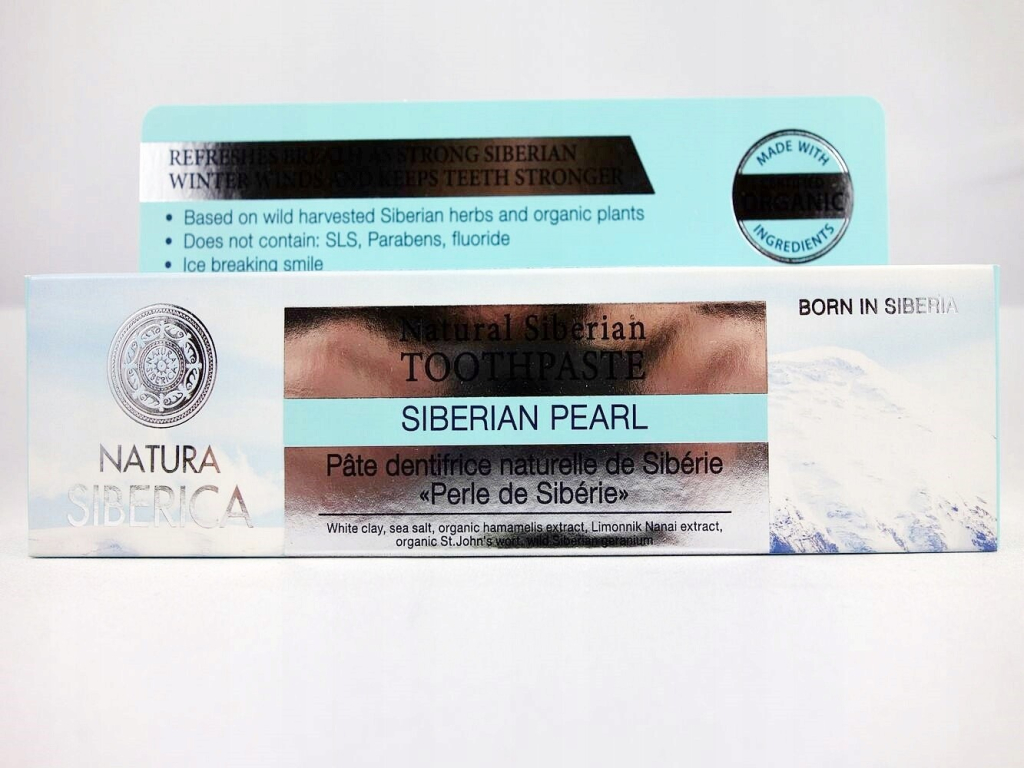 REFRESHES BREATH AS STRONG SIBERIAN
WINTER WINDS AND KEEPS TEETH STRONGER
• Based on wild harvested Siberian herbs and organic plants
• Does not contain: SLS, Parabens, fluoride
• Ice breaking smile
MADE WITH
CERTIFIED
ORGANIC
INGREDIENTS
BORN IN SIBERIA
NATURA
SIBERICA
Natural Siberian
TOOTHPASTE
SIBERIAN PEARL
Pâte dentifrice naturelle de Sibérie
«Perle de Sibérie»
White clay, sea salt, organic hamamelis extract, Limonnik Nanai extract,
organic St.John's wort, wild Siberian geranium